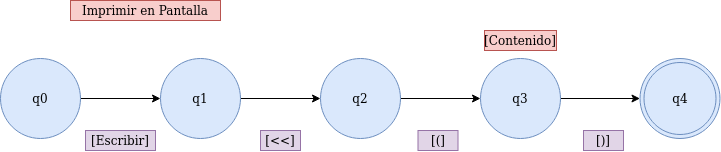 Imprimir en Pantalla
[Contenido]
q0
q1
q2
q3
q4
[Escribir]
[<<]
[(]
[)]